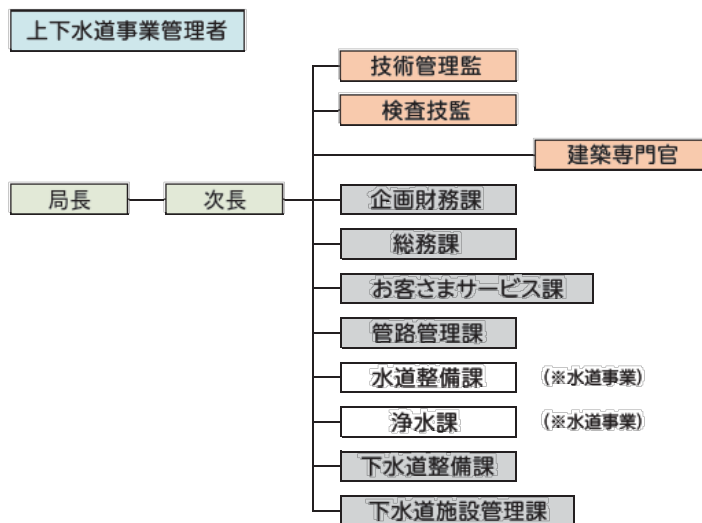 上下水道事業管理者
技術管理監
検査技監
建築専門官
局長
次長
企画財務課
総務課
お客さまサービス課
管路管理課
水道整備課 (※水道事業)
浄水課 (※水道事業)
下水道整備課
下水道施設管理課